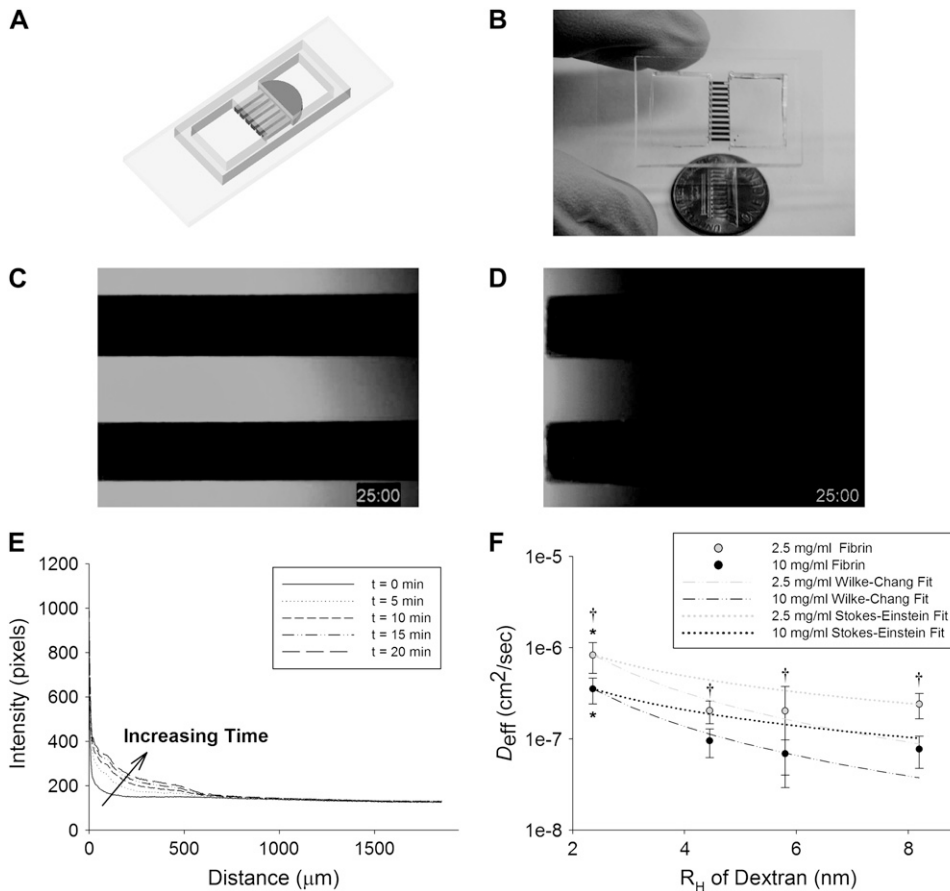 A
B
C
D
25:00
25:00
E
F
1200
1000
800
600
400
200
0
Intensity (pixels)
t = 0 min
t = 5 min
t = 10 min
t = 15 min
t = 20 min
Increasing Time
0
500
1000
1500
Distance (μm)
1e-5
1e-6
1e-7
1e-8
Deff (cm2/sec)
2.5 mg/ml Fibrin
10 mg/ml Fibrin
2.5 mg/ml Wilke-Chang Fit
10 mg/ml Wilke-Chang Fit
2.5 mg/ml Stokes-Einstein Fit
10 mg/ml Stokes-Einstein Fit
†
*
† † †
*
2
4
6
8
RH of Dextran (nm)